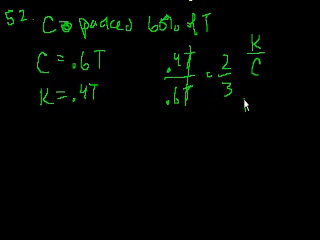 52. C packed 60% of T
C = .6T
K = .4T
.4T / .6T = 2/3
K/C